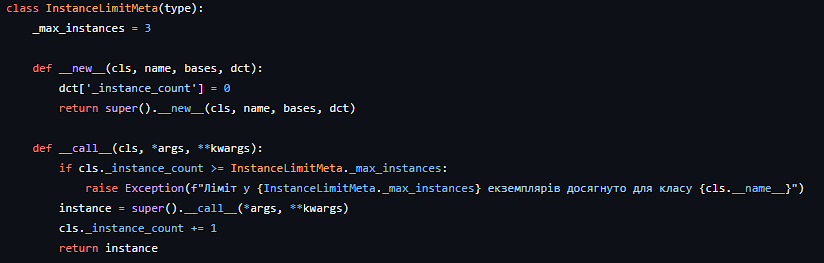 class InstanceLimitMeta(type):
    _max_instances = 3

    def __new__(cls, name, bases, dct):
        dct['_instance_count'] = 0
        return super().__new__(cls, name, bases, dct)

    def __call__(cls, *args, **kwargs):
        if cls._instance_count >= InstanceLimitMeta._max_instances:
            raise Exception(f"Ліміт у {InstanceLimitMeta._max_instances} екземплярів досягнуто для класу {cls.__name__}")
        instance = super().__call__(*args, **kwargs)
        cls._instance_count += 1
        return instance